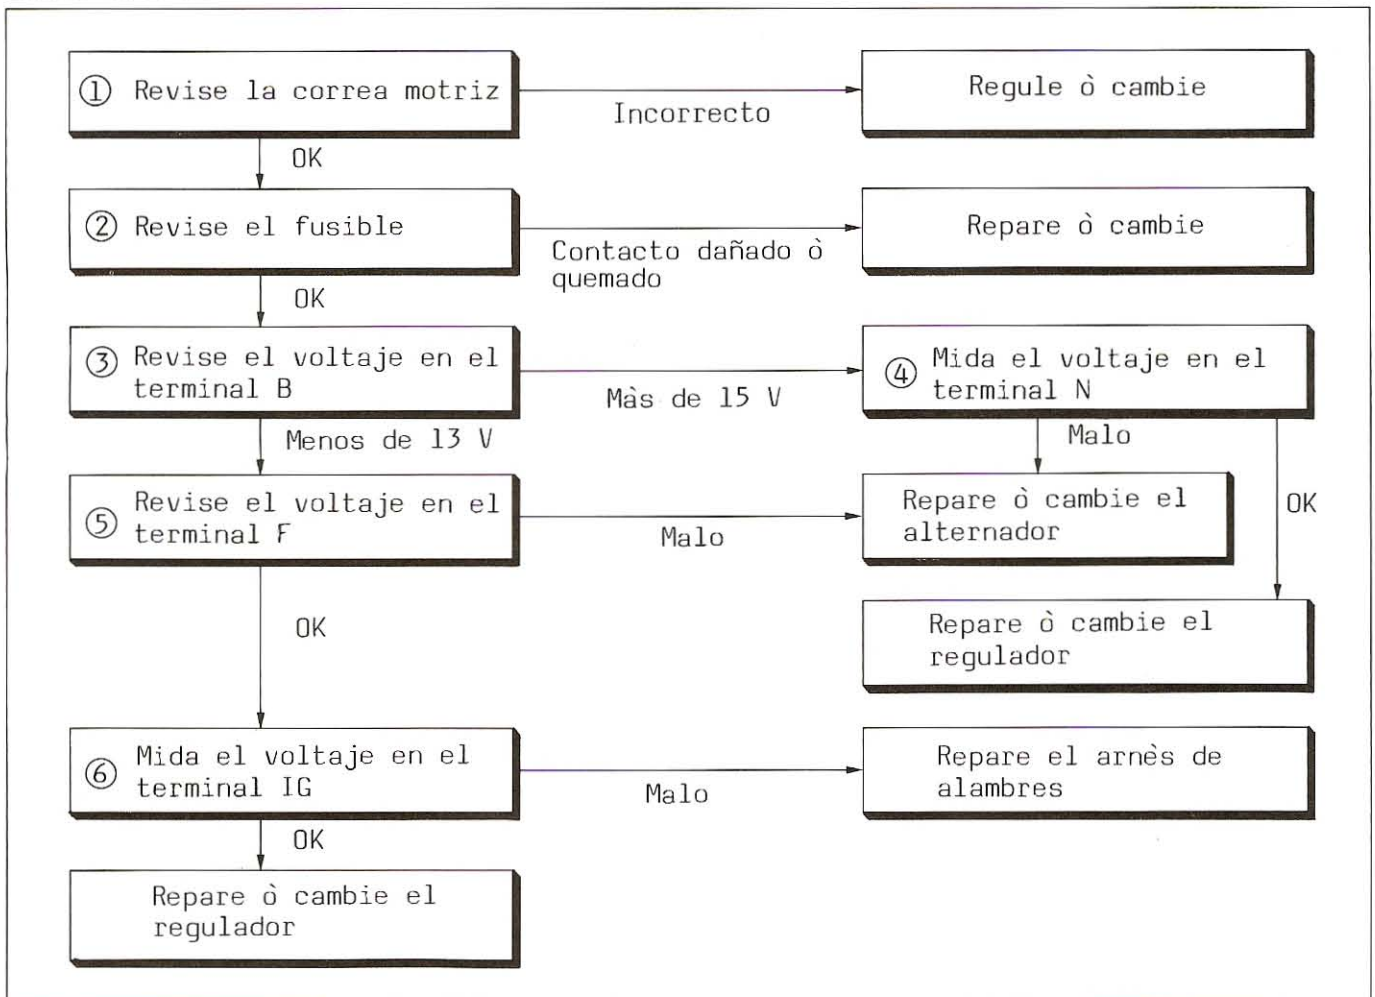 ① Revise la correa motriz
Incorrecto
Regule ò cambie
OK
② Revise el fusible
Contacto dañado ò
quemado
Repare ò cambie
OK
③ Revise el voltaje en el
terminal B
Màs de 15 V
④ Mida el voltaje en el
terminal N
Menos de 13 V
Malo
OK
⑤ Revise el voltaje en el
terminal F
Malo
Repare ò cambie el
alternador
OK
Repare ò cambie el
regulador
⑥ Mida el voltaje en el
terminal IG
Malo
Repare el arnès de
alambres
OK
Repare ò cambie el
regulador